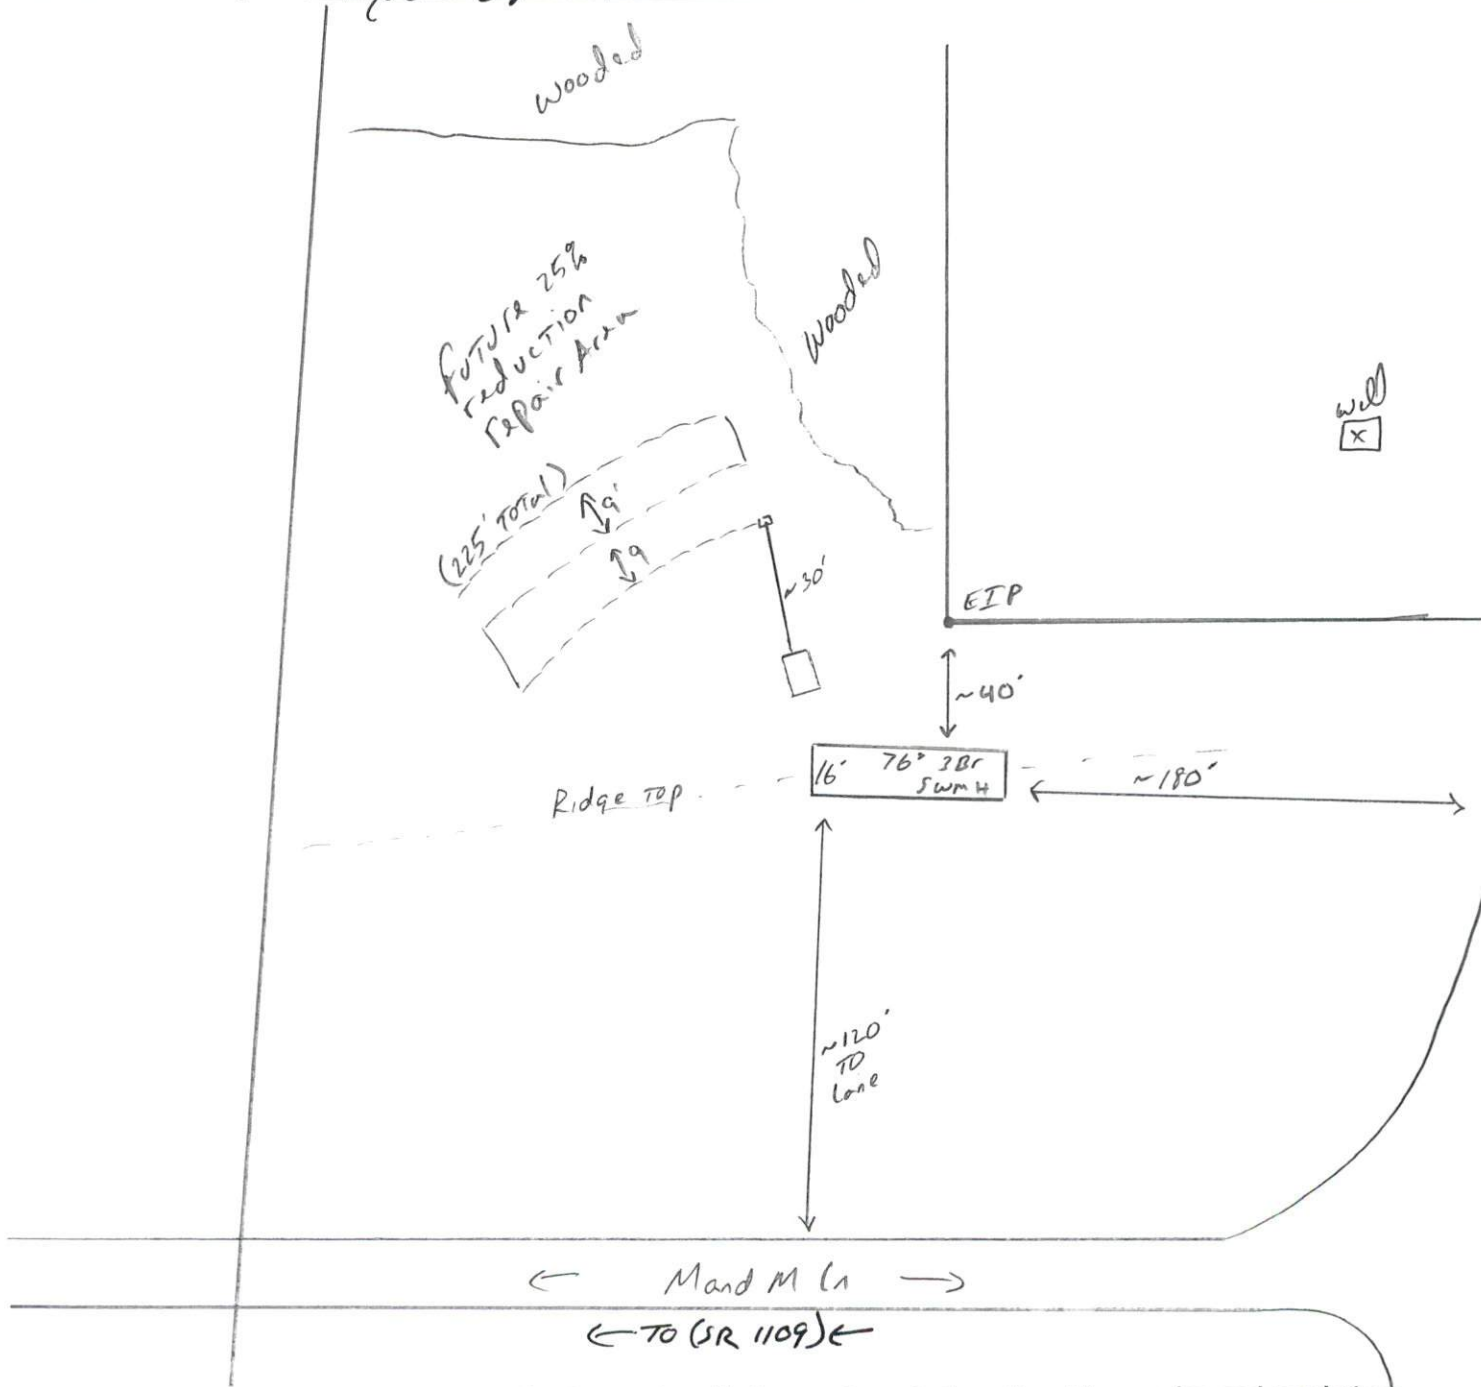 wooded
wooded
future 25%
reduction
repair Area
(225' Total)
9'
9
~30'
well
x
EIP
~40'
16' 76' 3Br
SWMH
~180'
Ridge Top
~120'
TO
Lane
← M and M Ln →
← TO (SR 1109) ←